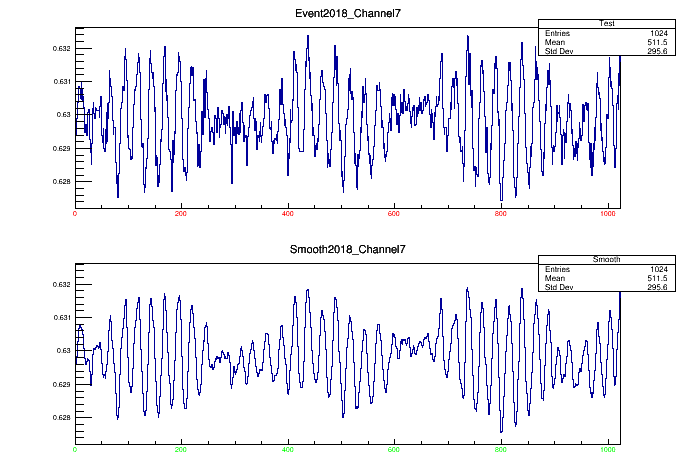 Event2018_Channel7
Test
Entries 1024
Mean 511.5
Std Dev 295.6
0.632
0.631
0.63
0.629
0.628
0 200 400 600 800 1000
Smooth2018_Channel7
Smooth
Entries 1024
Mean 511.5
Std Dev 295.6
0.632
0.631
0.63
0.629
0.628
0 200 400 600 800 1000